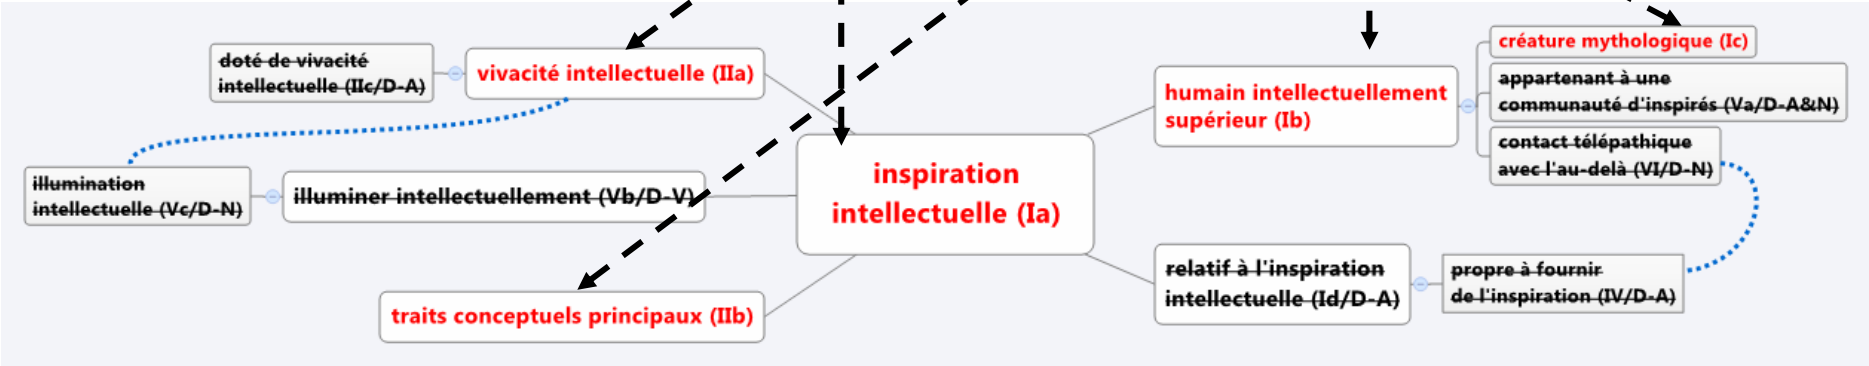 doté de vivacité
intellectuelle (IIc/D-A)
vivacité intellectuelle (IIa)
illumination
intellectuelle (Vc/D-N)
illuminer intellectuellement (Vb/D-V)
traits conceptuels principaux (IIb)
inspiration
intellectuelle (Ia)
humain intellectuellement
supérieur (Ib)
créature mythologique (Ic)
appartenant à une
communauté d'inspirés (Va/D-A&N)
contact télépathique
avec l'au-delà (VI/D-N)
relatif à l'inspiration
intellectuelle (Id/D-A)
propre à fournir
de l'inspiration (IV/D-A)